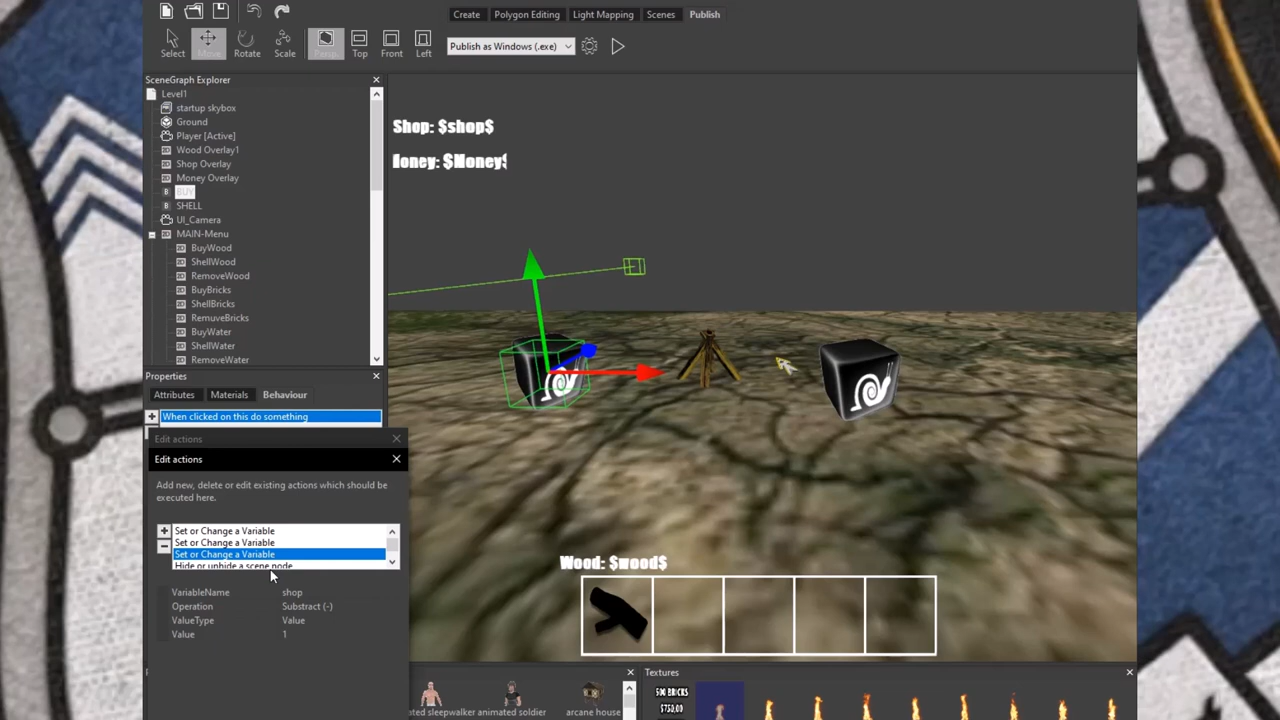 Create Polygon Editing Light Mapping Scenes Publish
Select Move Rotate Scale Persp. Top Front Left
Publish as Windows (.exe)
SceneGraph Explorer
Level1
startup skybox
Ground
Player [Active]
Wood Overlay1
Shop Overlay
Money Overlay
BUY
SHELL
UI_Camera
MAIN-Menu
BuyWood
ShellWood
RemoveWood
BuyBricks
ShellBricks
RemoveBricks
BuyWater
ShellWater
RemoveWater
Properties
Attributes Materials Behaviour
When clicked on this do something
Edit actions
Edit actions
Add new, delete or edit existing actions which should be
executed here.
Set or Change a Variable
Set or Change a Variable
Set or Change a Variable
Hide or unhide a scene node
VariableName shop
Operation Substract (-)
ValueType Value
Value 1
Shop: $shop$
Money: $Money$
Wood: $wood$
ated sleepwalker animated soldier arcane house
Textures
500 BRICKS
$750.00